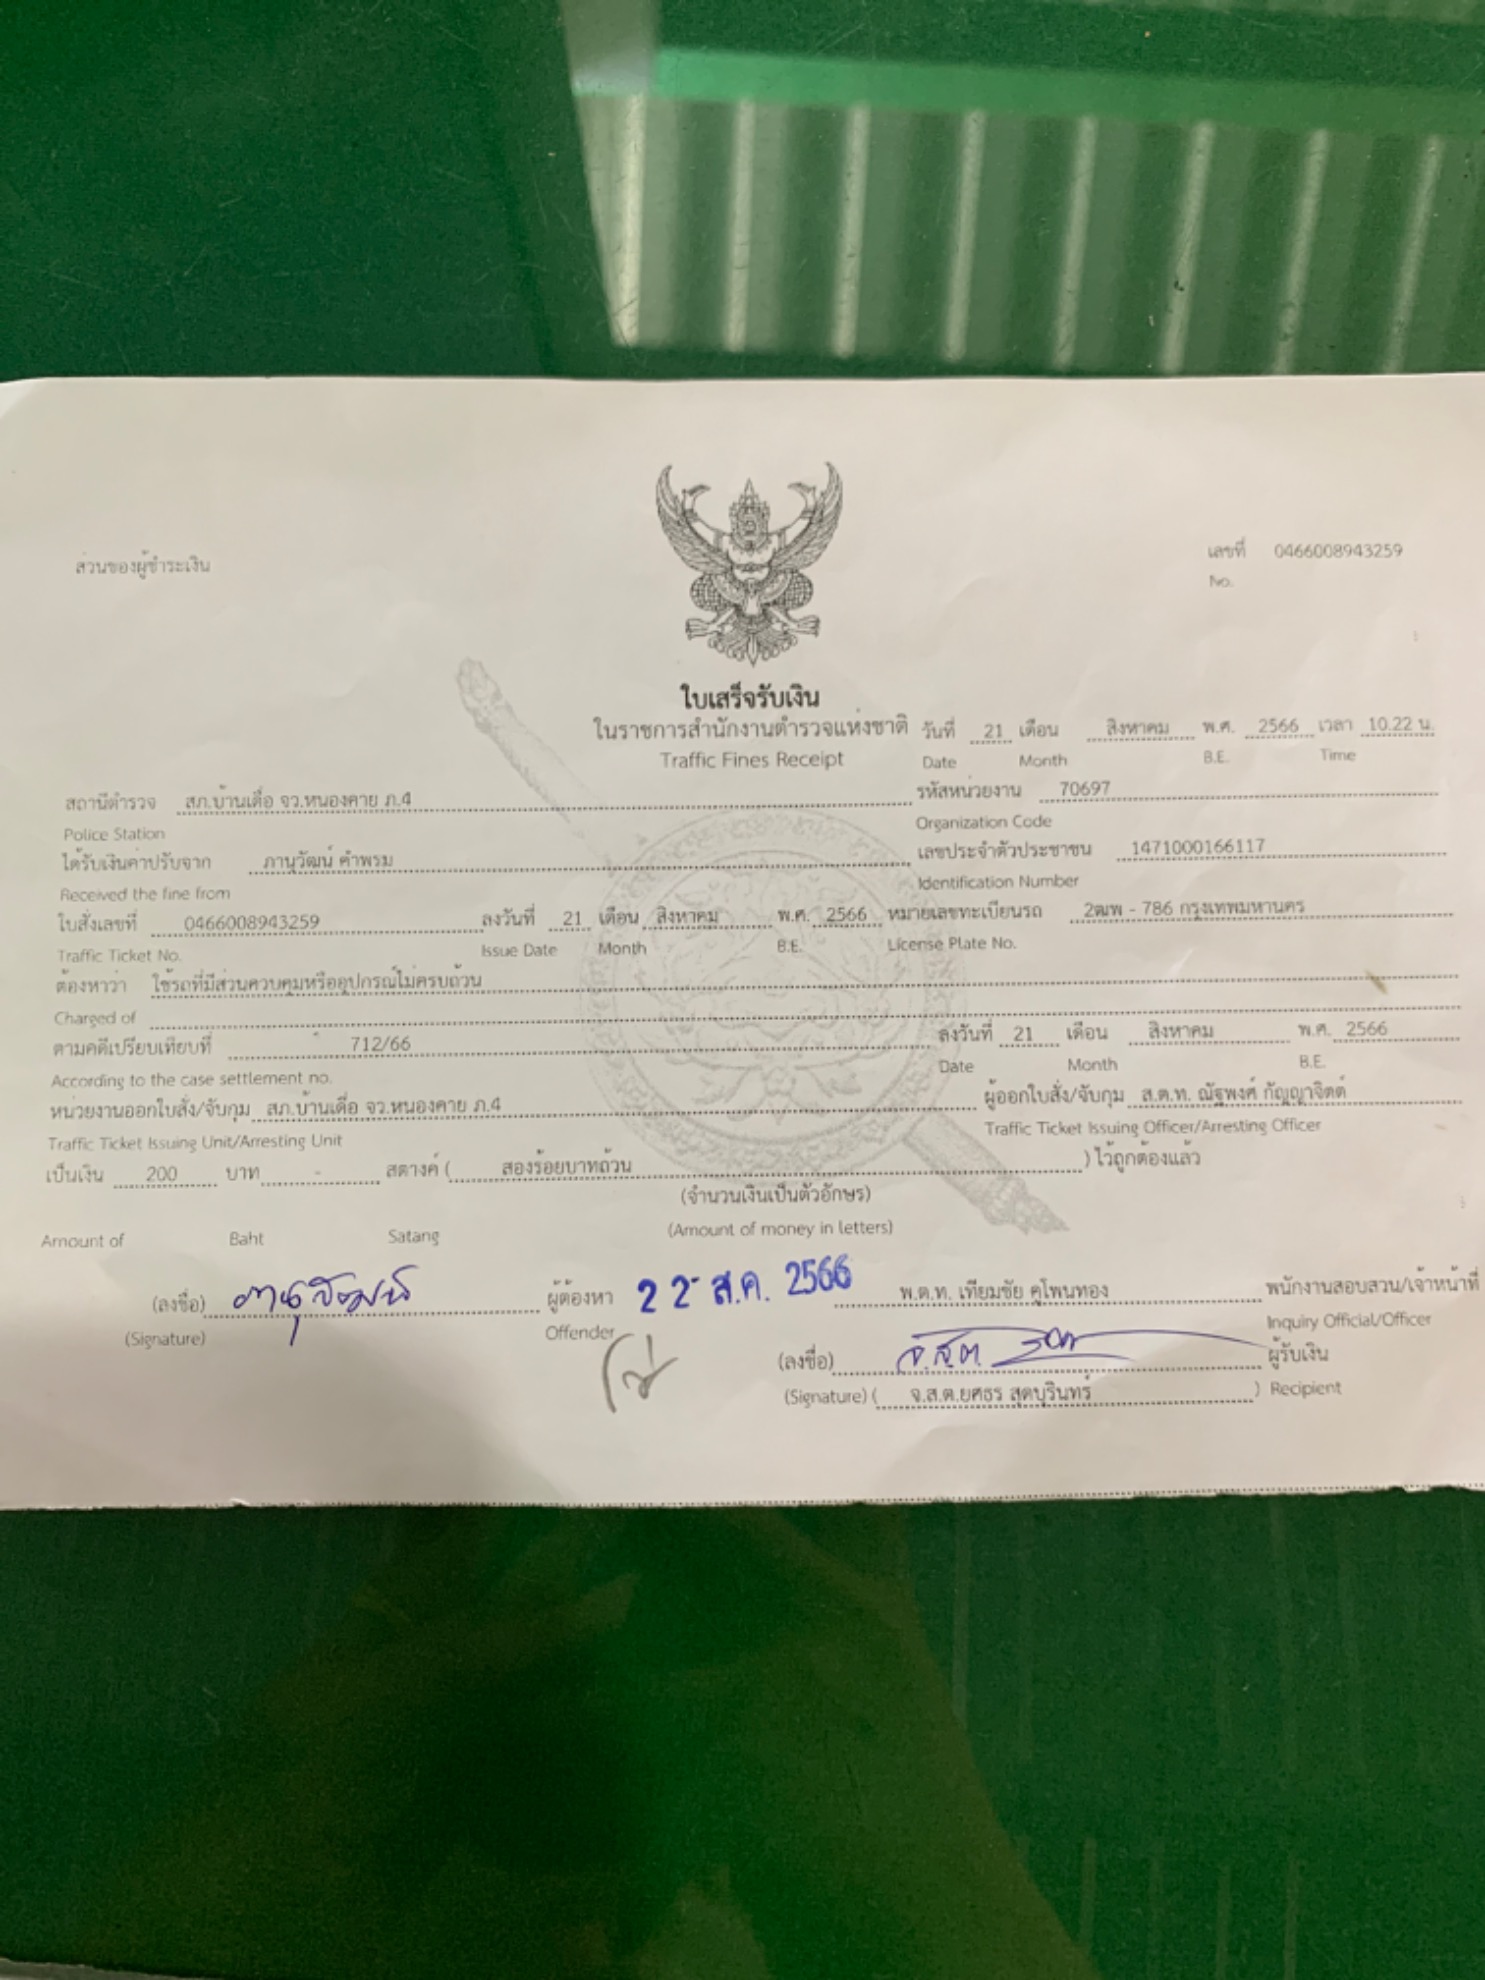 ส่วนของผู้ชำระเงิน
เลขที่ 0466008943259
No.
ใบเสร็จรับเงิน
ในราชการสำนักงานตำรวจแห่งชาติ วันที่ 21 เดือน สิงหาคม พ.ศ. 2566 เวลา 10.22 น.
Traffic Fines Receipt Date Month B.E. Time
สถานีตำรวจ สภ.บ้านเดื่อ จว.หนองคาย ภ.4 รหัสหน่วยงาน 70697
Police Station Organization Code
ได้รับเงินค่าปรับจาก ภานุวัฒน์ คำพรม เลขประจำตัวประชาชน 1471000166117
Received the fine from Identification Number
ใบสั่งเลขที่ 0466008943259 ลงวันที่ 21 เดือน สิงหาคม พ.ศ. 2566 หมายเลขทะเบียนรถ 2ฒพ - 786 กรุงเทพมหานคร
Traffic Ticket No. Issue Date Month B.E. License Plate No.
ต้องหาว่า ใช้รถที่มีส่วนควบคุมหรืออุปกรณ์ไม่ครบถ้วน
Charged of
ตามคดีเปรียบเทียบที่ 712/66 ลงวันที่ 21 เดือน สิงหาคม พ.ศ. 2566
According to the case settlement no. Date Month B.E.
หน่วยงานออกใบสั่ง/จับกุม สภ.บ้านเดื่อ จว.หนองคาย ภ.4 ผู้ออกใบสั่ง/จับกุม ส.ต.ท. ณัฐพงศ์ กัญญาจิตต์
Traffic Ticket Issuing Unit/Arresting Unit Traffic Ticket Issuing Officer/Arresting Officer
เป็นเงิน 200 บาท - สตางค์ ( สองร้อยบาทถ้วน ) ไว้ถูกต้องแล้ว
(จำนวนเงินเป็นตัวอักษร)
Amount of Baht Satang (Amount of money in letters)
(ลงชื่อ) ภานุวัฒน์ ผู้ต้องหา 22 ส.ค. 2566 พ.ต.ท. เทียมชัย คูโพนทอง พนักงานสอบสวน/เจ้าหน้าที่
(Signature) Offender Inquiry Official/Officer
(ลงชื่อ) จ.ส.ต. ผู้รับเงิน
(Signature) ( จ.ส.ต.ยศธร สุดบุรินทร์ ) Recipient